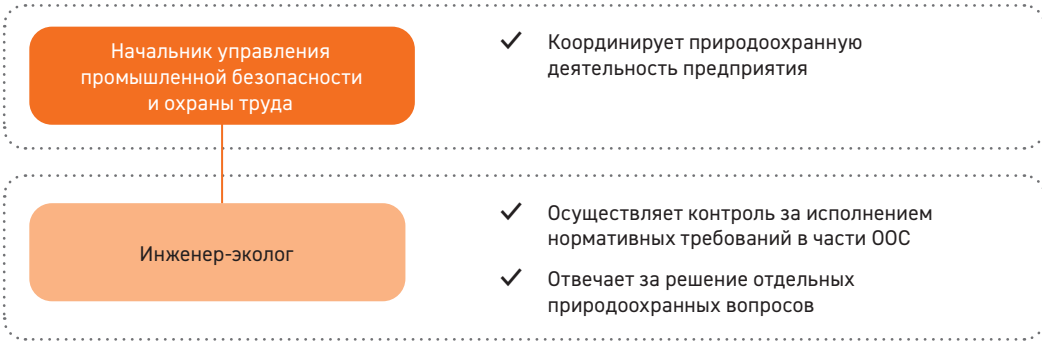 Начальник управления
промышленной безопасности
и охраны труда
Координирует природоохранную
деятельность предприятия
Инженер-эколог
Осуществляет контроль за исполнением
нормативных требований в части ООС
Отвечает за решение отдельных
природоохранных вопросов